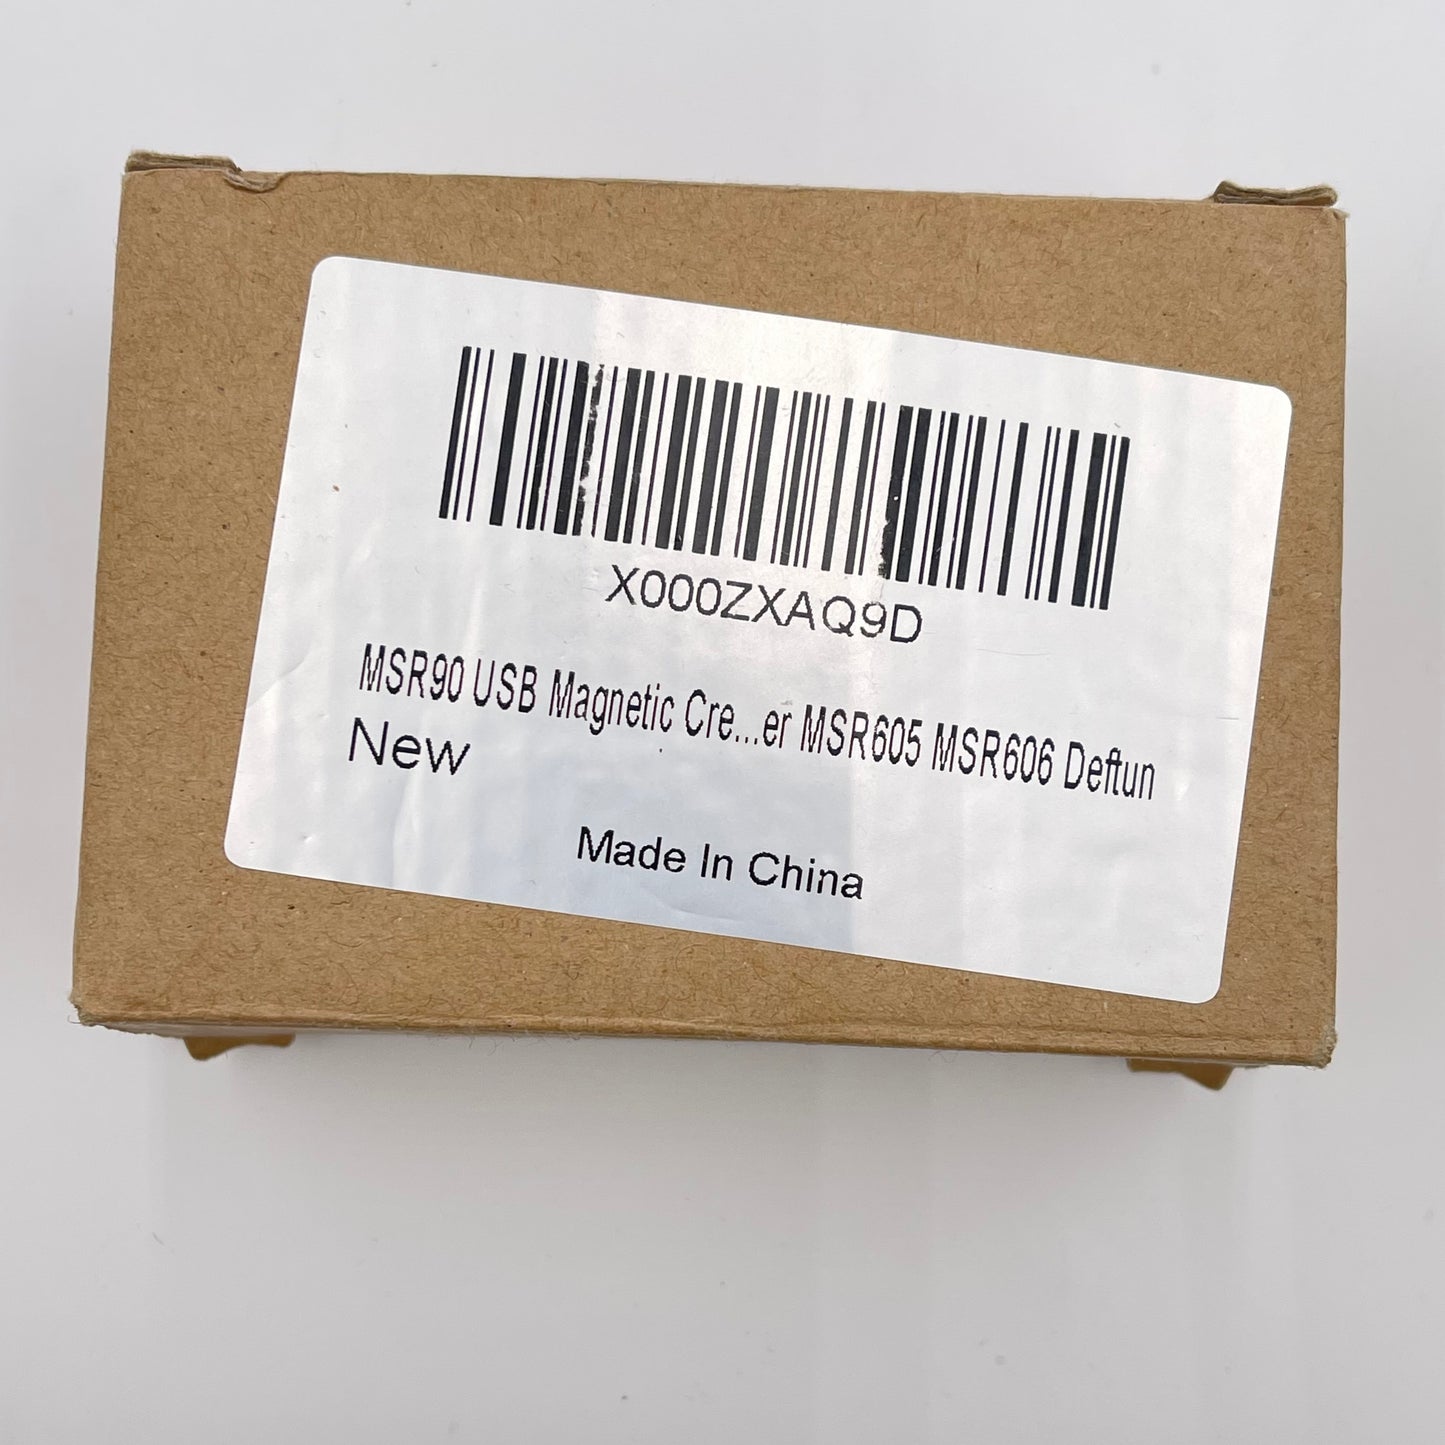 X000ZXAQ9D
MSR90 USB Magnetic Cre...er MSR605 MSR606 Deftun
New
Made In China